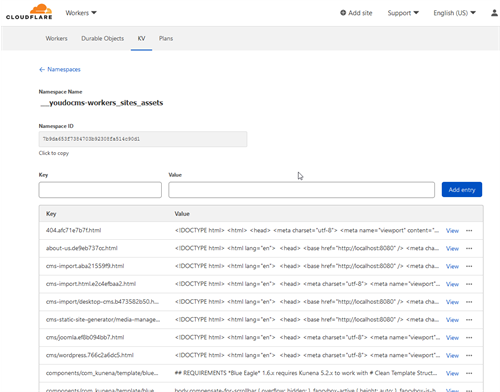 CLOUDFLARE
Workers
Add site
Support
English (US)
Workers
Durable Objects
KV
Plans
← Namespaces
Namespace Name
__youdocms-workers_sites_assets
Namespace ID
Click to copy
Key
Value
Add entry
Key Value
404.afc71e7b7f.html <!DOCTYPE html> <html> <head> <meta charset="utf-8"> <meta name="viewport" content="... View
about-us.de9eb737cc.html <!DOCTYPE html> <html lang="en"> <head> <base href="http://localhost:8080" /> <meta cha... View
cms-import.aba21559f9.html <!DOCTYPE html> <html lang="en"> <head> <base href="http://localhost:8080" /> <meta cha... View
cms-import.html.e2c4efbaa2.html <!DOCTYPE html> <html lang="en"> <head> <meta charset="utf-8"> <meta name="viewport"... View
cms-import/desktop-cms.b473582b50.h... <!DOCTYPE html> <html lang="en"> <head> <base href="http://localhost:8080" /> <meta cha... View
cms-static-site-generator/media-manage... <!DOCTYPE html> <html lang="en"> <head> <base href="http://localhost:8080" /> <meta cha... View
cms/joomla.ef8b094bb7.html <!DOCTYPE html> <html lang="en"> <head> <base href="http://localhost:8080" /> <meta cha... View
cms/wordpress.766c2a6dc5.html <!DOCTYPE html> <html lang="en"> <head> <base href="http://localhost:8080" /> <meta cha... View
components/com_kunena/template/blue... ## REQUIREMENTS *Blue Eagle* 1.6.x requires Kunena 5.2.x to work with # Clean Template Struct... View
components/com_kunena/template/blue... body.compensate-for-scrollbar { overflow: hidden; } .fancybox-active { height: auto; } .fancybox-is-h... View